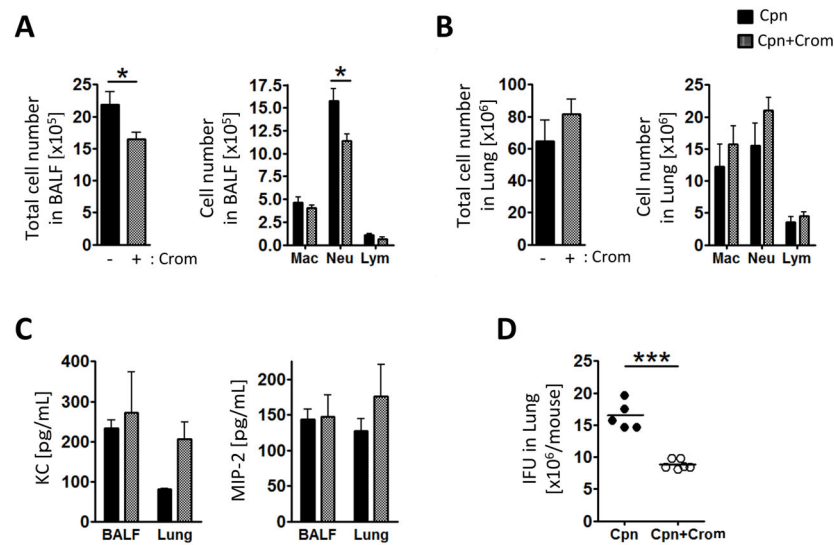 A
B
Cpn
Cpn+Crom
Total cell number
in BALF [x10⁵]
25
20
15
10
5
0
*
- + : Crom
Cell number
in BALF [x10⁵]
17.5
15.0
12.5
10.0
7.5
5.0
2.5
0.0
*
Mac Neu Lym
Total cell number
in Lung [x10⁶]
100
80
60
40
20
0
- + : Crom
Cell number
in Lung [x10⁶]
25
20
15
10
5
0
Mac Neu Lym
C
KC [pg/mL]
400
300
200
100
0
BALF Lung
MIP-2 [pg/mL]
200
150
100
50
0
BALF Lung
D
IFU in Lung
[x10⁶/mouse]
25
20
15
10
5
0
***
Cpn Cpn+Crom